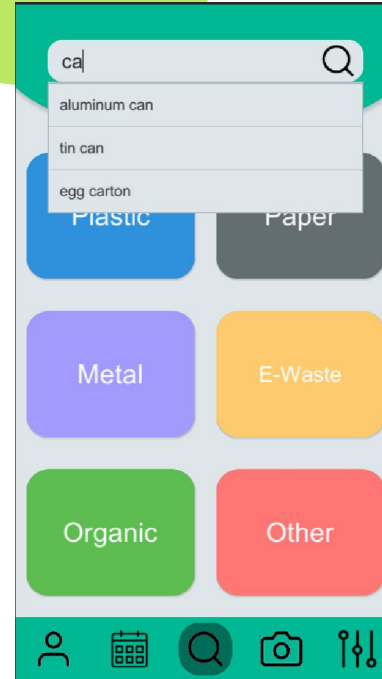 ca
aluminum can
tin can
egg carton
Plastic Paper
Metal E-Waste
Organic Other